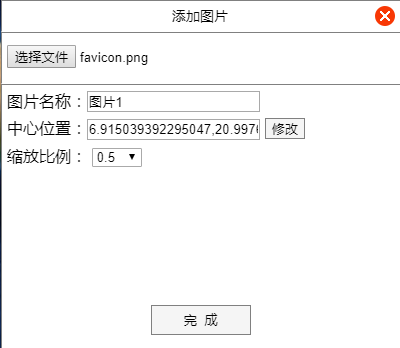 添加图片
选择文件 favicon.png
图片名称：图片1
中心位置：6.915039392295047,20.997 修改
缩放比例：0.5
完 成